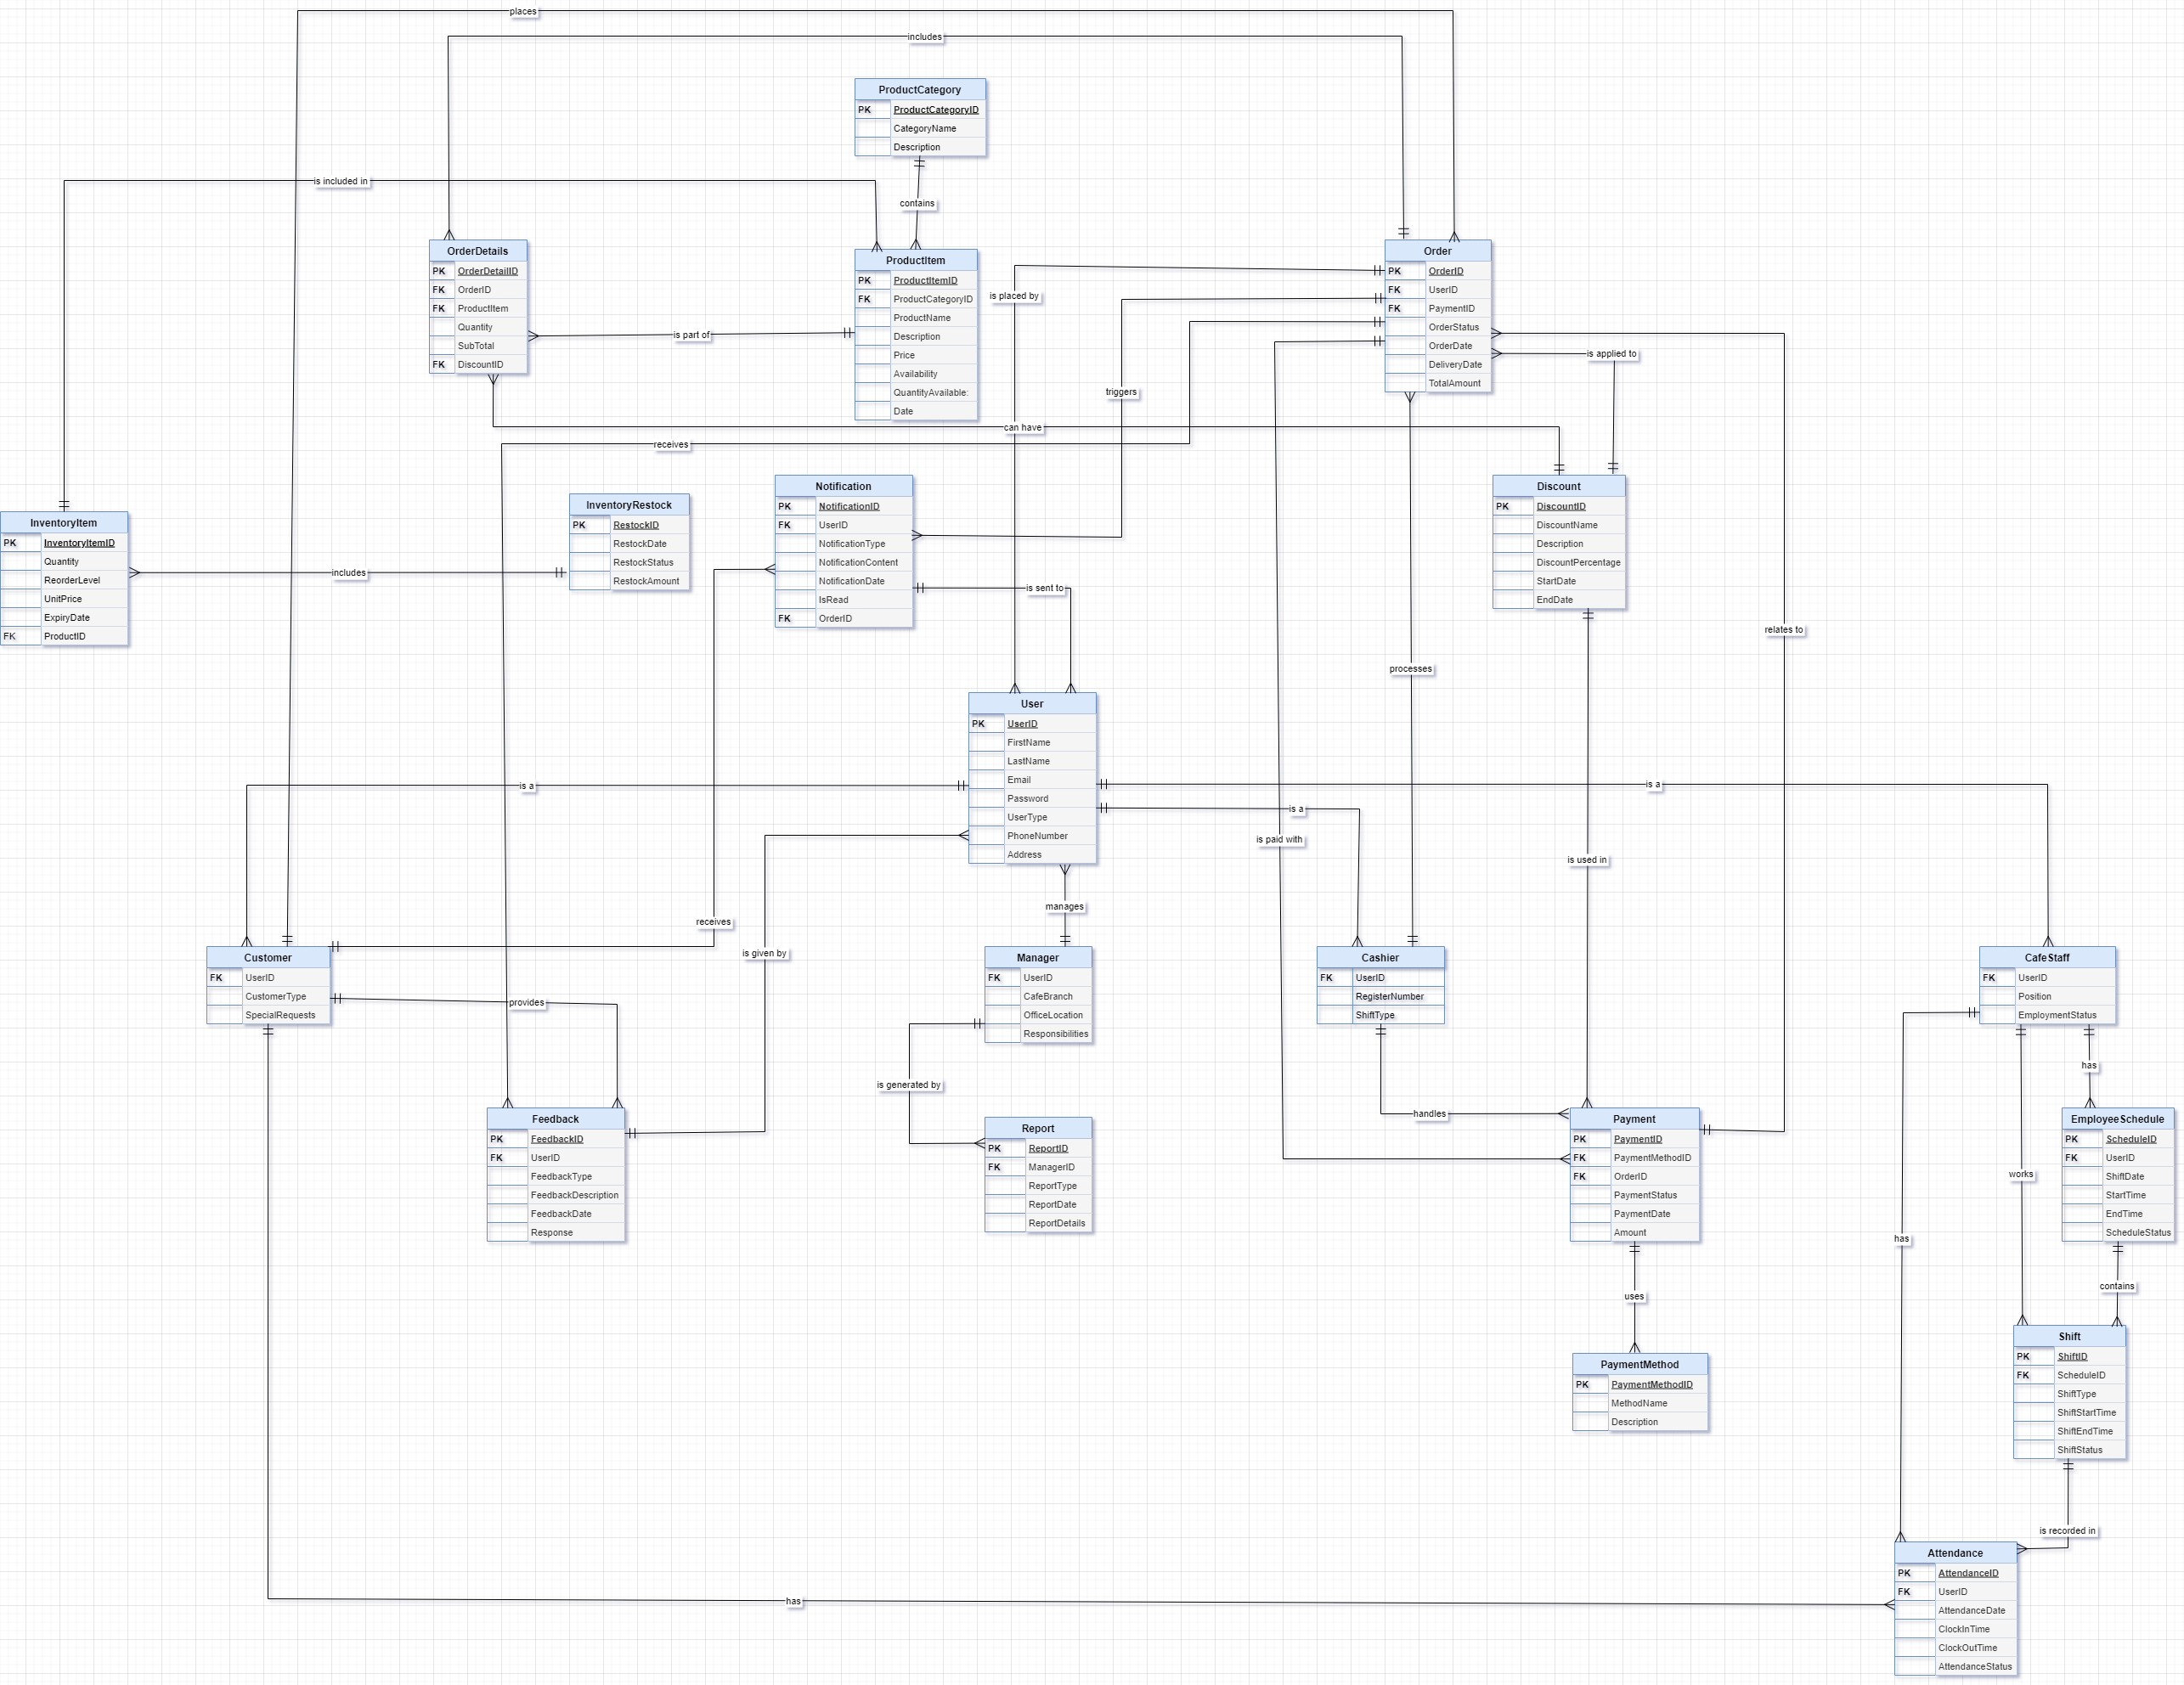 places
includes
ProductCategory
PK ProductCategoryID
CategoryName
Description
is included in
contains
OrderDetails
PK OrderDetailID
FK OrderID
FK ProductItem
Quantity
SubTotal
FK DiscountID
ProductItem
PK ProductItemID
FK ProductCategoryID
ProductName
Description
Price
Availability
QuantityAvailable:
Date
Order
PK OrderID
FK UserID
FK PaymentID
OrderStatus
OrderDate
DeliveryDate
TotalAmount
is placed by
is part of
is applied to
triggers
can have
receives
InventoryItem
PK InventoryItemID
Quantity
ReorderLevel
UnitPrice
ExpiryDate
FK ProductID
includes
InventoryRestock
PK RestockID
RestockDate
RestockStatus
RestockAmount
Notification
PK NotificationID
FK UserID
NotificationType
NotificationContent
NotificationDate
IsRead
FK OrderID
is sent to
Discount
PK DiscountID
DiscountName
Description
DiscountPercentage
StartDate
EndDate
relates to
processes
User
PK UserID
FirstName
LastName
Email
Password
UserType
PhoneNumber
Address
is a
is a
is a
is paid with
is used in
manages
receives
is given by
Customer
FK UserID
CustomerType
SpecialRequests
provides
Manager
FK UserID
CafeBranch
OfficeLocation
Responsibilities
Cashier
FK UserID
RegisterNumber
ShiftType
CafeStaff
FK UserID
Position
EmploymentStatus
has
is generated by
handles
Feedback
PK FeedbackID
FK UserID
FeedbackType
FeedbackDescription
FeedbackDate
Response
Report
PK ReportID
FK ManagerID
ReportType
ReportDate
ReportDetails
Payment
PK PaymentID
FK PaymentMethodID
FK OrderID
PaymentStatus
PaymentDate
Amount
EmployeeSchedule
PK ScheduleID
FK UserID
ShiftDate
StartTime
EndTime
ScheduleStatus
works
has
contains
uses
PaymentMethod
PK PaymentMethodID
MethodName
Description
Shift
PK ShiftID
FK ScheduleID
ShiftType
ShiftStartTime
ShiftEndTime
ShiftStatus
is recorded in
Attendance
PK AttendanceID
FK UserID
AttendanceDate
ClockInTime
ClockOutTime
AttendanceStatus
has